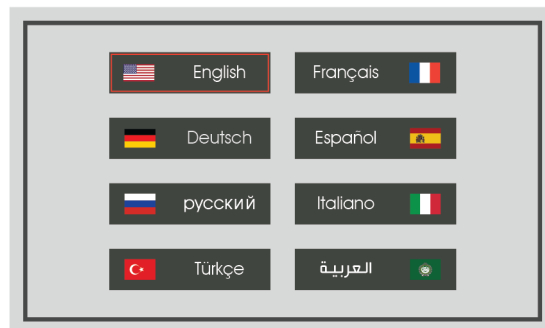 English
Français
Deutsch
Español
русский
Italiano
Türkçe
العربية